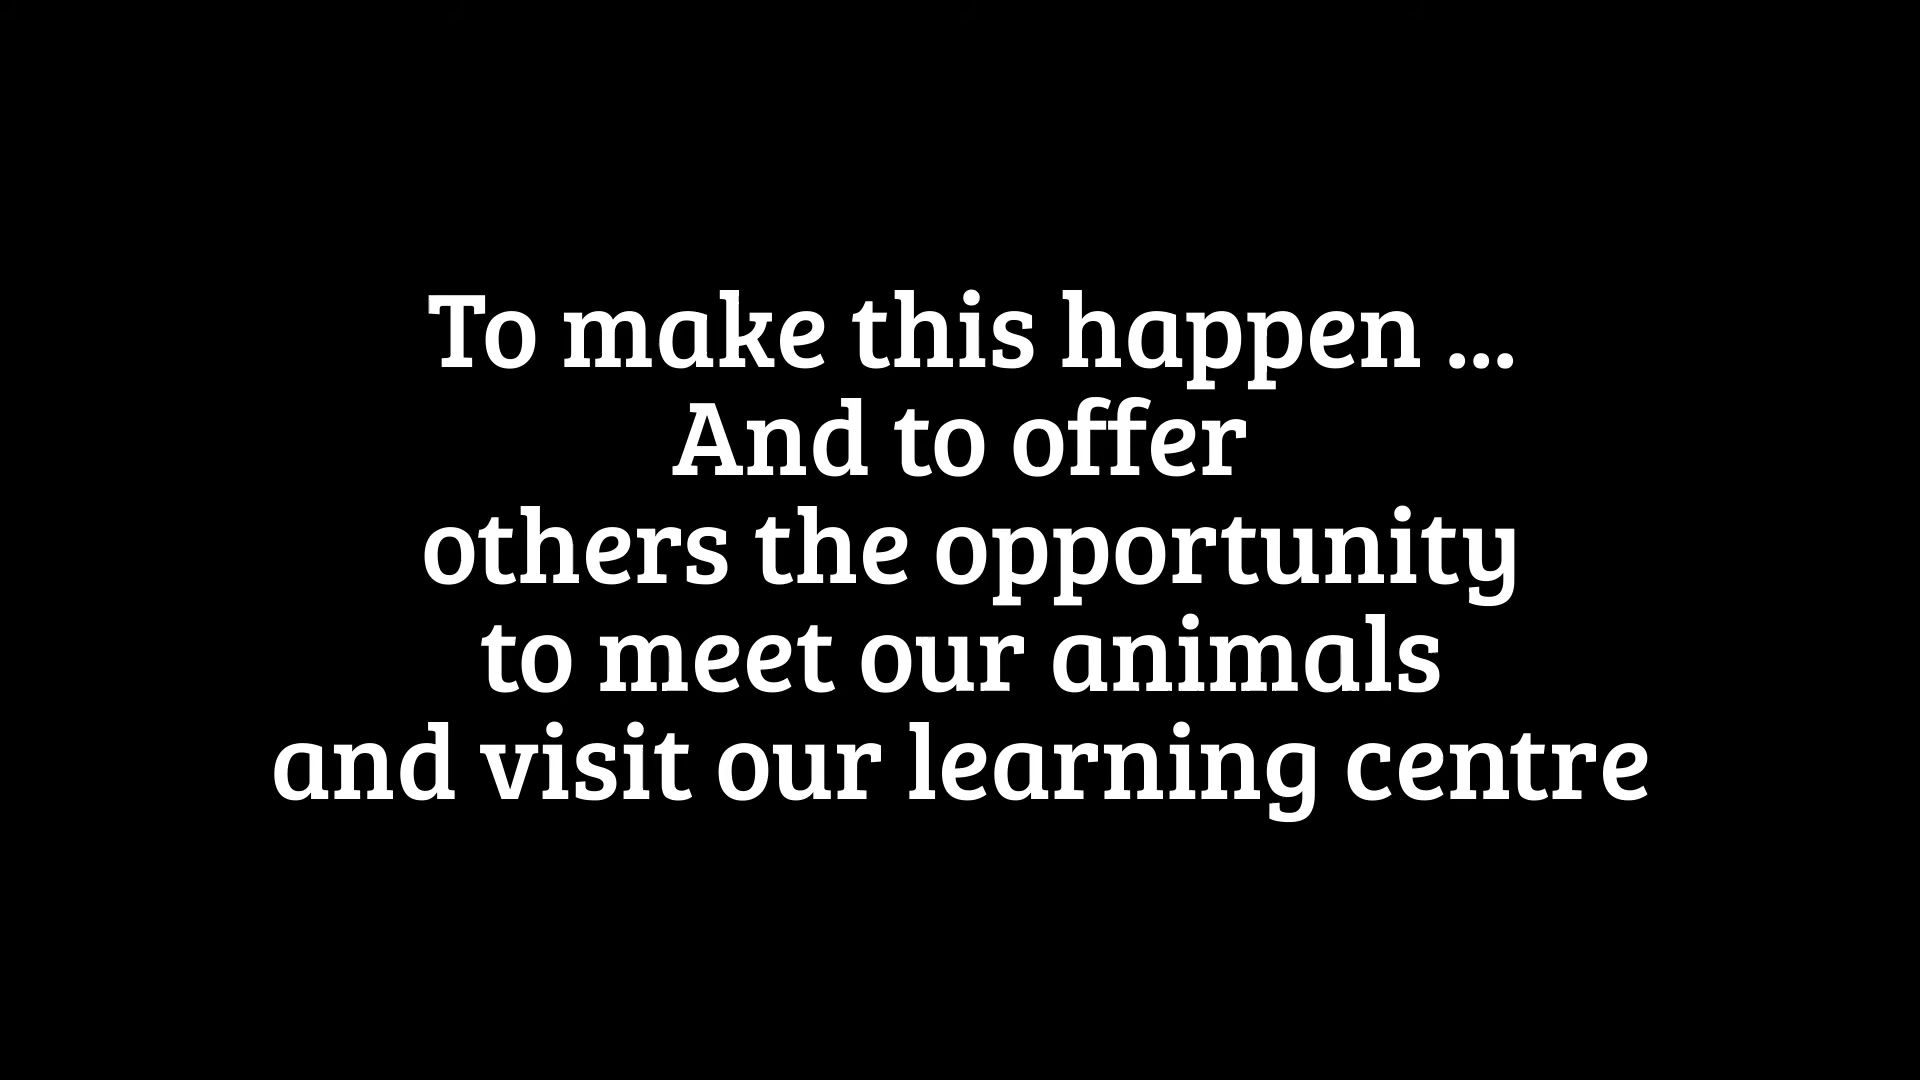 To make this happen ...
And to offer
others the opportunity
to meet our animals
and visit our learning centre